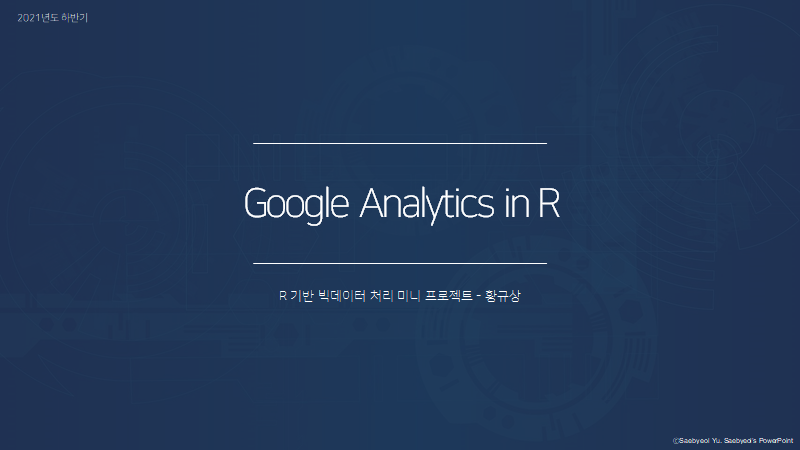 2021년도 하반기
Google Analytics in R
R 기반 빅데이터 처리 미니 프로젝트 - 황규상
ⓒSaebyeol Yu. Saebyeol's PowerPoint